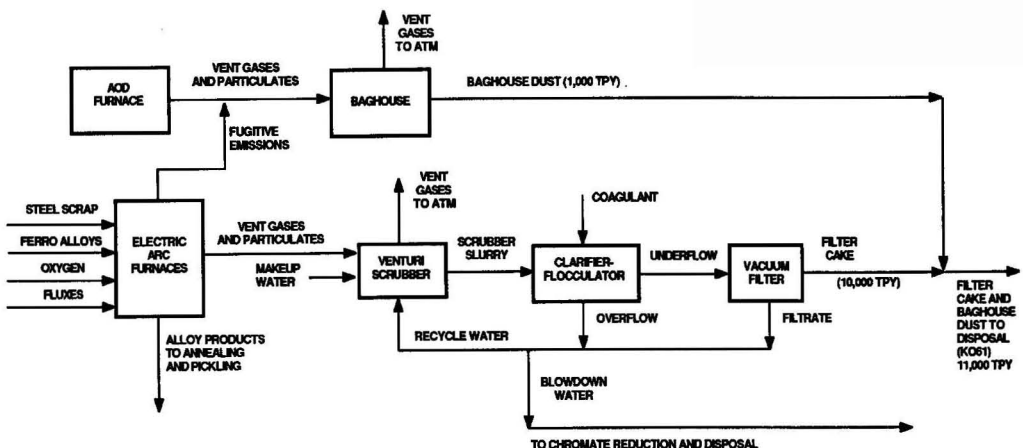 VENT
GASES
TO ATM
AOD
FURNACE
VENT GASES
AND PARTICULATES
BAGHOUSE
BAGHOUSE DUST (1,000 TPY)
FUGITIVE
EMISSIONS
VENT
GASES
TO ATM
COAGULANT
STEEL SCRAP
FERRO ALLOYS
OXYGEN
FLUXES
ELECTRIC
ARC
FURNACES
VENT GASES
AND PARTICULATES
MAKEUP
WATER
VENTURI
SCRUBBER
SCRUBBER
SLURRY
CLARIFIER-
FLOCCULATOR
UNDERFLOW
VACUUM
FILTER
FILTER
CAKE
(10,000 TPY)
FILTER
CAKE AND
BAGHOUSE
DUST TO
DISPOSAL
(KO61)
11,000 TPY
RECYCLE WATER
OVERFLOW
FILTRATE
ALLOY PRODUCTS
TO ANNEALING
AND PICKLING
BLOWDOWN
WATER
TO CHROMATE REDUCTION AND DISPOSAL